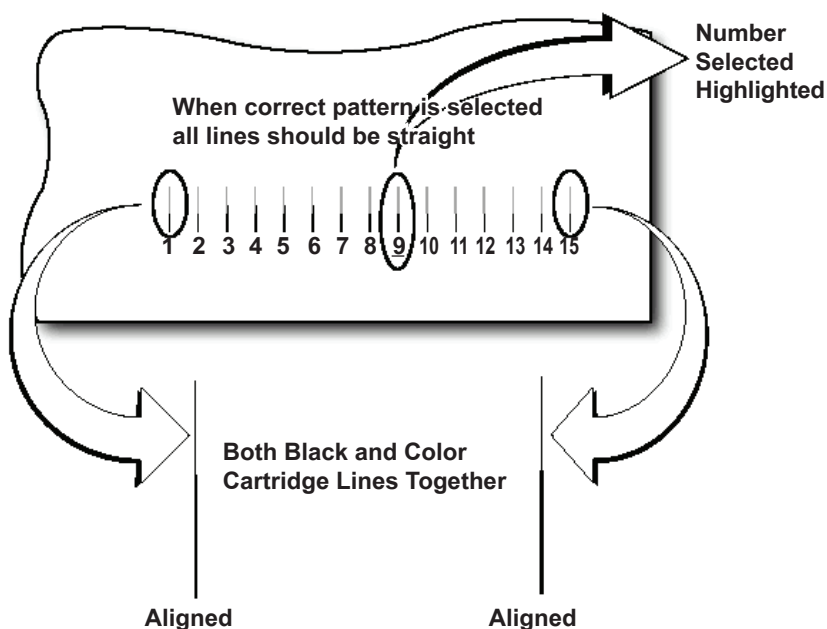 Number
Selected
Highlighted
When correct pattern is selected
all lines should be straight
1 2 3 4 5 6 7 8 9 10 11 12 13 14 15
Both Black and Color
Cartridge Lines Together
Aligned Aligned